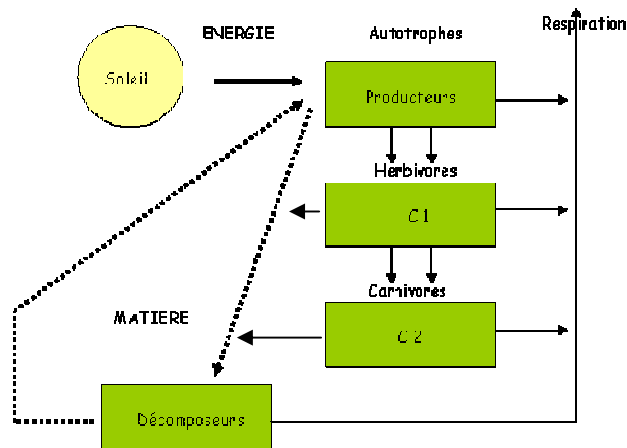 ENERGIE
Autotrophes
Respiration
Soleil
Producteurs
Herbivores
C1
Carnivores
MATIERE
C2
Décomposeurs